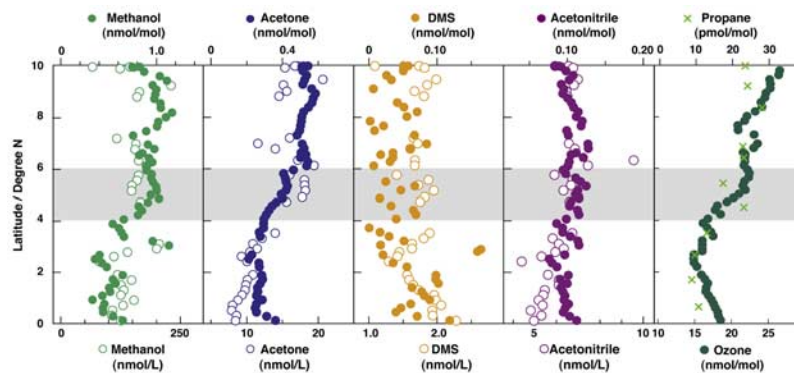 Methanol
(nmol/mol)
Acetone
(nmol/mol)
DMS
(nmol/mol)
Acetonitrile
(nmol/mol)
Propane
(pmol/mol)
0 1.0
0 0.4
0 0.10
0.10 0.20
10 20 30
Latitude / Degree N
10
8
6
4
2
0
0 250
10 20
1.0 2.0
5 10
10 15 20 25
Methanol
(nmol/L)
Acetone
(nmol/L)
DMS
(nmol/L)
Acetonitrile
(nmol/L)
Ozone
(nmol/mol)